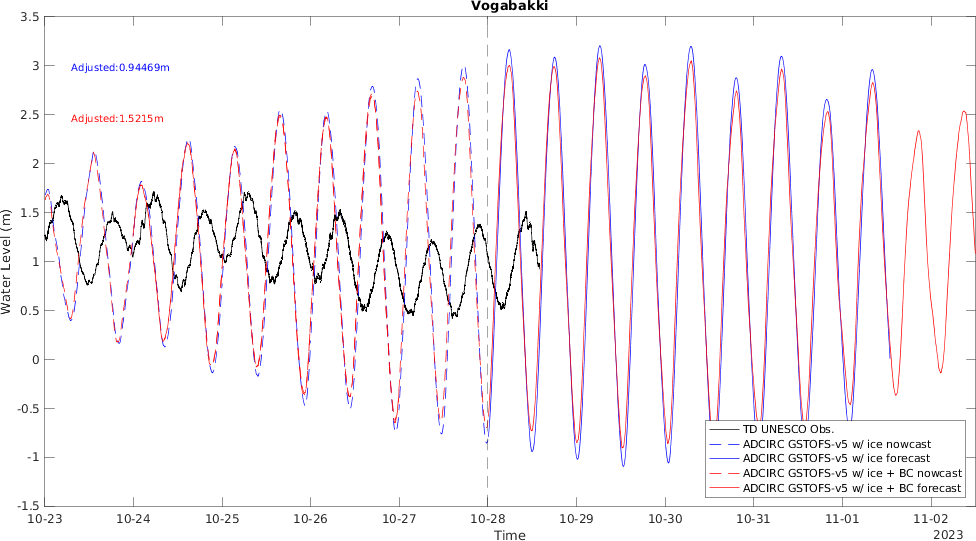 Vogabakki
3.5
3
2.5
2
1.5
1
0.5
0
-0.5
-1
-1.5
Water Level (m)
Adjusted:0.94469m
Adjusted:1.5215m
TD UNESCO Obs.
ADCIRC GSTOFS-v5 w/ ice nowcast
ADCIRC GSTOFS-v5 w/ ice forecast
ADCIRC GSTOFS-v5 w/ ice + BC nowcast
ADCIRC GSTOFS-v5 w/ ice + BC forecast
10-23 10-24 10-25 10-26 10-27 10-28 10-29 10-30 10-31 11-01 11-02
Time
2023